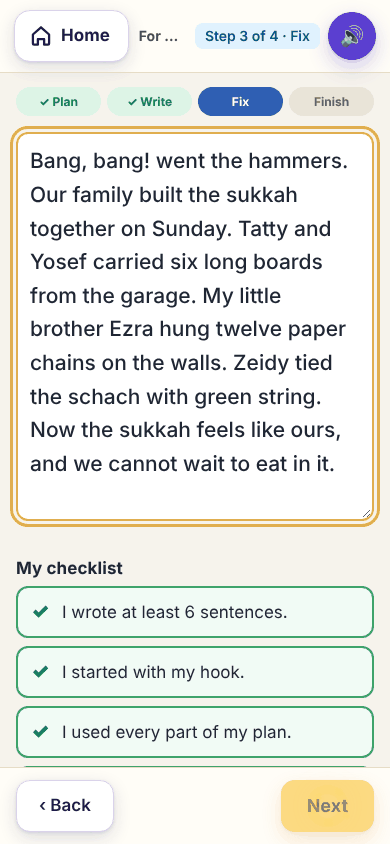 Home
For ...
Step 3 of 4 · Fix
✓ Plan
✓ Write
Fix
Finish
Bang, bang! went the hammers.
Our family built the sukkah
together on Sunday. Tatty and
Yosef carried six long boards
from the garage. My little
brother Ezra hung twelve paper
chains on the walls. Zeidy tied
the schach with green string.
Now the sukkah feels like ours,
and we cannot wait to eat in it.
My checklist
I wrote at least 6 sentences.
I started with my hook.
I used every part of my plan.
‹ Back
Next